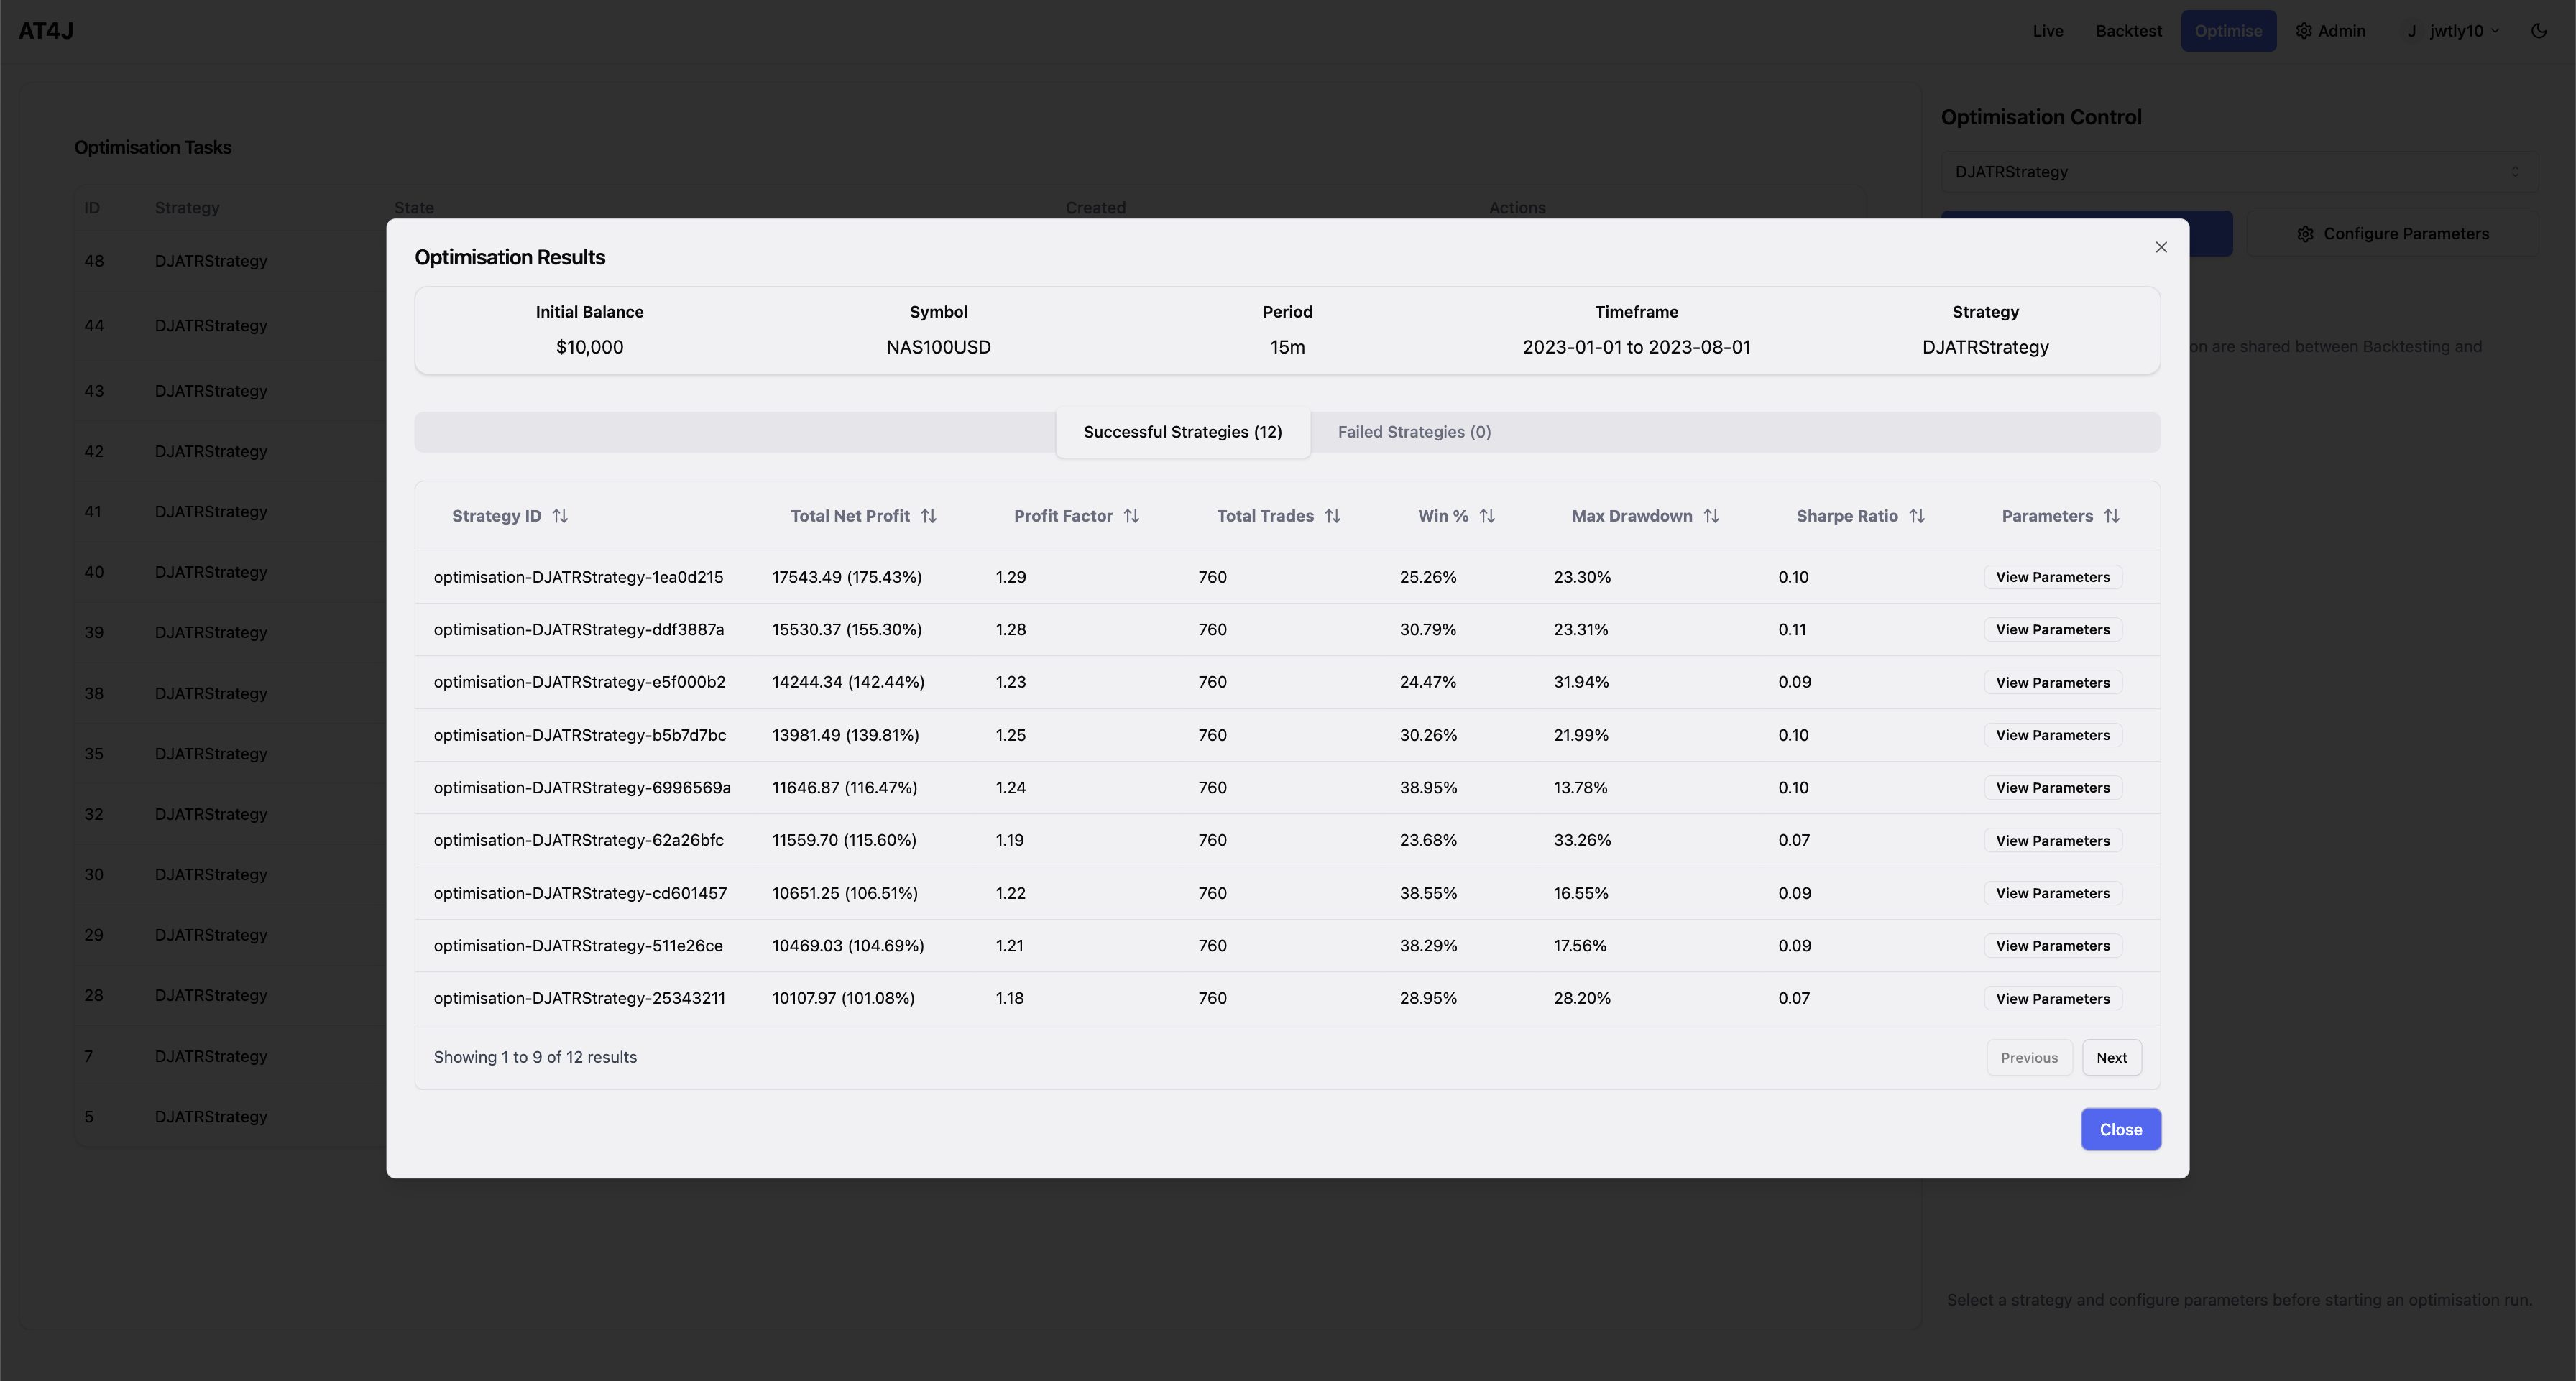 AT4J
Live Backtest Optimise Admin J jwtly10
Optimisation Tasks
ID Strategy State Created Actions
48 DJATRStrategy
44 DJATRStrategy
43 DJATRStrategy
42 DJATRStrategy
41 DJATRStrategy
40 DJATRStrategy
39 DJATRStrategy
38 DJATRStrategy
35 DJATRStrategy
32 DJATRStrategy
30 DJATRStrategy
29 DJATRStrategy
28 DJATRStrategy
7 DJATRStrategy
5 DJATRStrategy
Optimisation Control
DJATRStrategy
Configure Parameters
on are shared between Backtesting and
Select a strategy and configure parameters before starting an optimisation run.
Optimisation Results
Initial Balance Symbol Period Timeframe Strategy
$10,000 NAS100USD 15m 2023-01-01 to 2023-08-01 DJATRStrategy
Successful Strategies (12) Failed Strategies (0)
Strategy ID Total Net Profit Profit Factor Total Trades Win % Max Drawdown Sharpe Ratio Parameters
optimisation-DJATRStrategy-1ea0d215 17543.49 (175.43%) 1.29 760 25.26% 23.30% 0.10 View Parameters
optimisation-DJATRStrategy-ddf3887a 15530.37 (155.30%) 1.28 760 30.79% 23.31% 0.11 View Parameters
optimisation-DJATRStrategy-e5f000b2 14244.34 (142.44%) 1.23 760 24.47% 31.94% 0.09 View Parameters
optimisation-DJATRStrategy-b5b7d7bc 13981.49 (139.81%) 1.25 760 30.26% 21.99% 0.10 View Parameters
optimisation-DJATRStrategy-6996569a 11646.87 (116.47%) 1.24 760 38.95% 13.78% 0.10 View Parameters
optimisation-DJATRStrategy-62a26bfc 11559.70 (115.60%) 1.19 760 23.68% 33.26% 0.07 View Parameters
optimisation-DJATRStrategy-cd601457 10651.25 (106.51%) 1.22 760 38.55% 16.55% 0.09 View Parameters
optimisation-DJATRStrategy-511e26ce 10469.03 (104.69%) 1.21 760 38.29% 17.56% 0.09 View Parameters
optimisation-DJATRStrategy-25343211 10107.97 (101.08%) 1.18 760 28.95% 28.20% 0.07 View Parameters
Showing 1 to 9 of 12 results Previous Next
Close